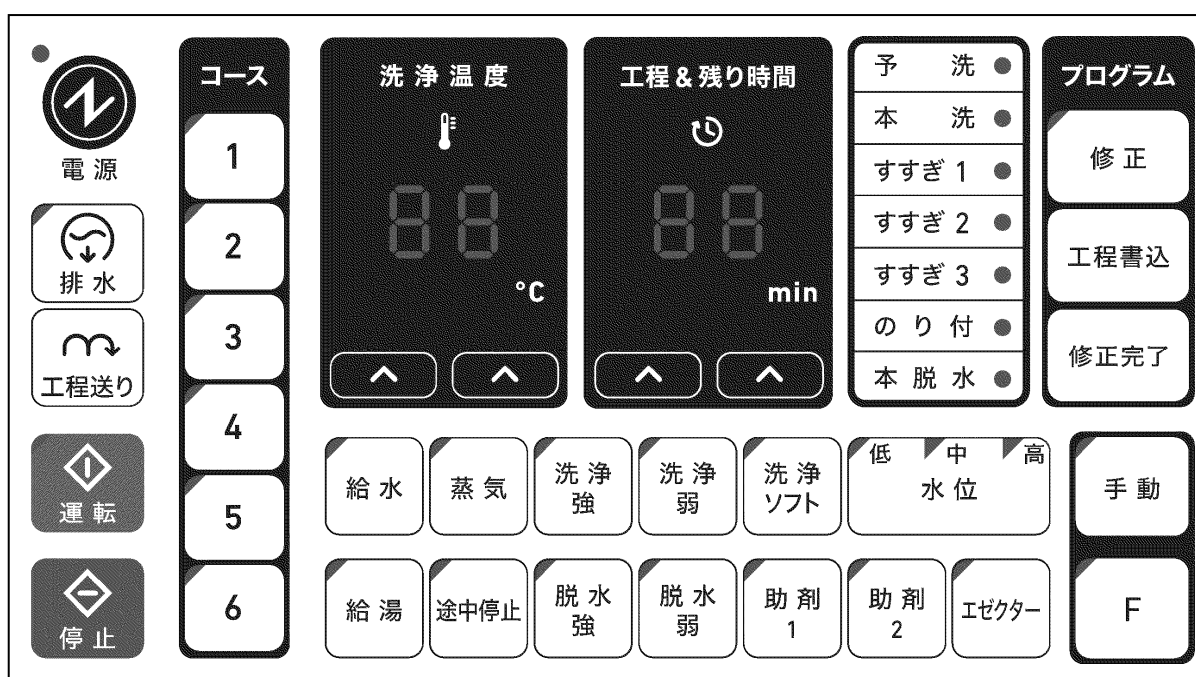 電源
排水
工程送り
運転
停止
コース
1
2
3
4
5
6
洗浄温度
88
°C
工程&残り時間
88
min
予洗
本洗
すすぎ 1
すすぎ 2
すすぎ 3
のり付
本脱水
プログラム
修正
工程書込
修正完了
給水
蒸気
洗浄
強
洗浄
弱
洗浄
ソフト
低 中 高
水位
手動
給湯
途中停止
脱水
強
脱水
弱
助剤
1
助剤
2
エゼクター
F